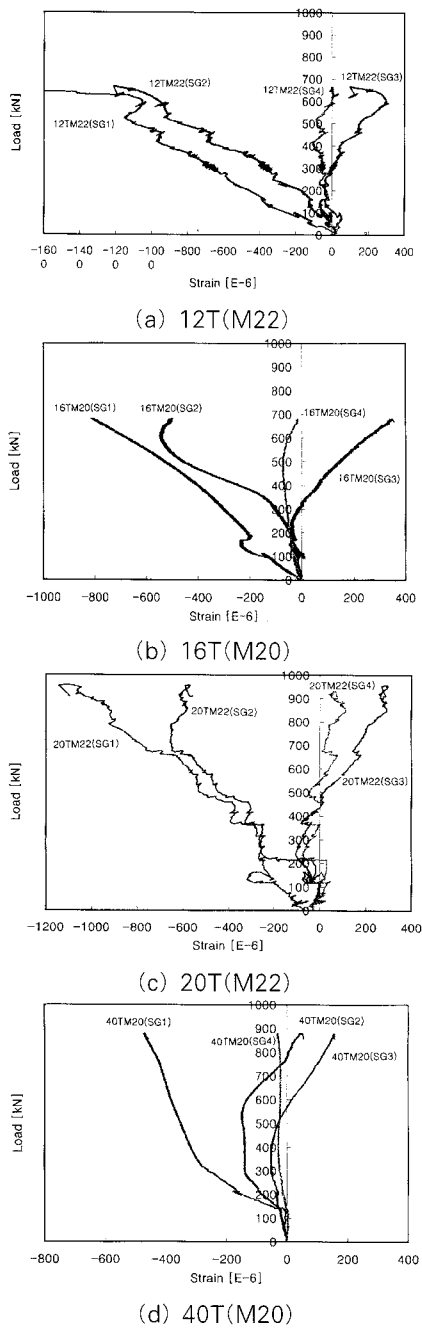 1000
900
800
700
600
500
400
300
200
100
0
Load [kN]
12TM22(SG2)
12TM22(SG4)
12TM22(SG3)
12TM22(SG1)
-160 -140 -120 -100 -800 -600 -400 -200 0 200 400
0 0 0 0
Strain [E-6]
(a) 12T(M22)
1000
900
800
700
600
500
400
300
200
100
0
Load [kN]
16TM20(SG1)
16TM20(SG2)
16TM20(SG4)
16TM20(SG3)
-1000 -800 -600 -400 -200 0 200 400
Strain [E-6]
(b) 16T(M20)
1000
900
800
700
600
500
400
300
200
100
0
Load [kN]
20TM22(SG4)
20TM22(SG2)
20TM22(SG1)
20TM22(SG3)
-1200 -1000 -800 -600 -400 -200 0 200 400
Strain [E-6]
(c) 20T(M22)
1000
900
800
700
600
500
400
300
200
100
0
Load [kN]
40TM20(SG1)
40TM20(SG2)
40TM20(SG4)
40TM20(SG3)
-800 -600 -400 -200 0 200 400
Strain [E-6]
(d) 40T(M20)